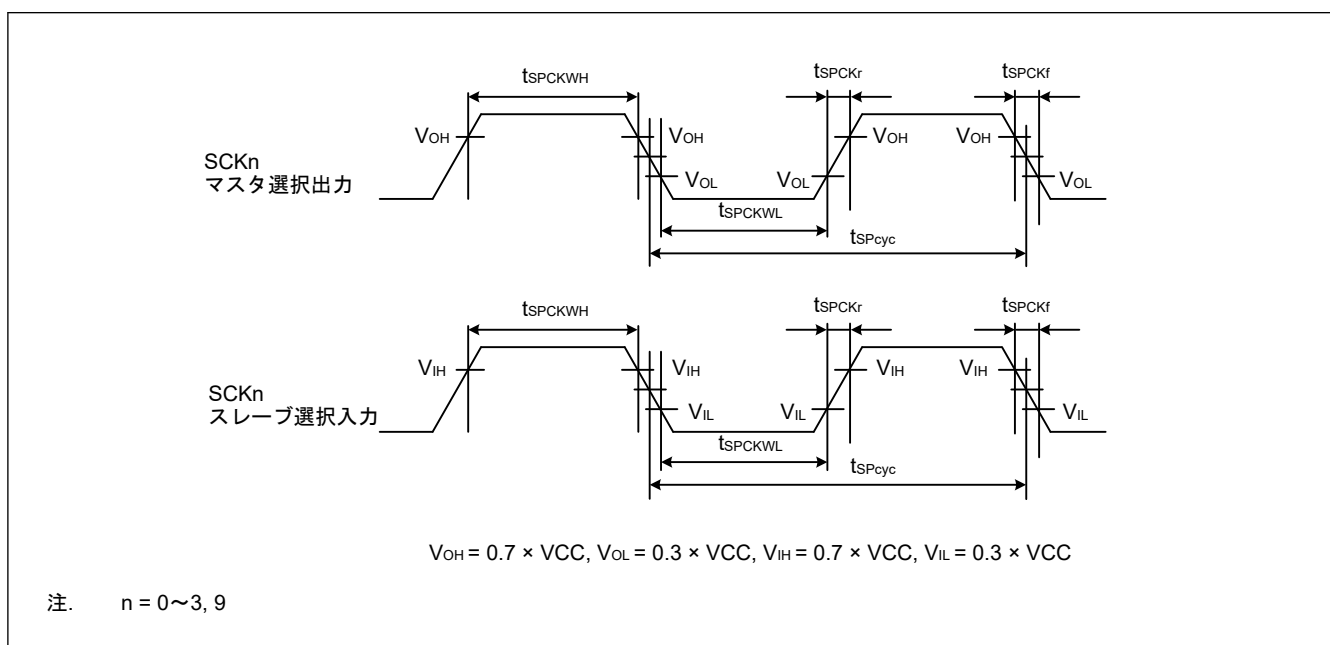 tSPCKWH
tSPCKr
tSPCKf
VOH
VOH
VOH
VOH
SCKn
マスタ選択出力
VOL
VOL
VOL
tSPCKWL
tSPcyc
tSPCKWH
tSPCKr
tSPCKf
VIH
VIH
VIH
VIH
SCKn
スレーブ選択入力
VIL
VIL
VIL
tSPCKWL
tSPcyc
VOH = 0.7 × VCC, VOL = 0.3 × VCC, VIH = 0.7 × VCC, VIL = 0.3 × VCC
注. n = 0～3, 9